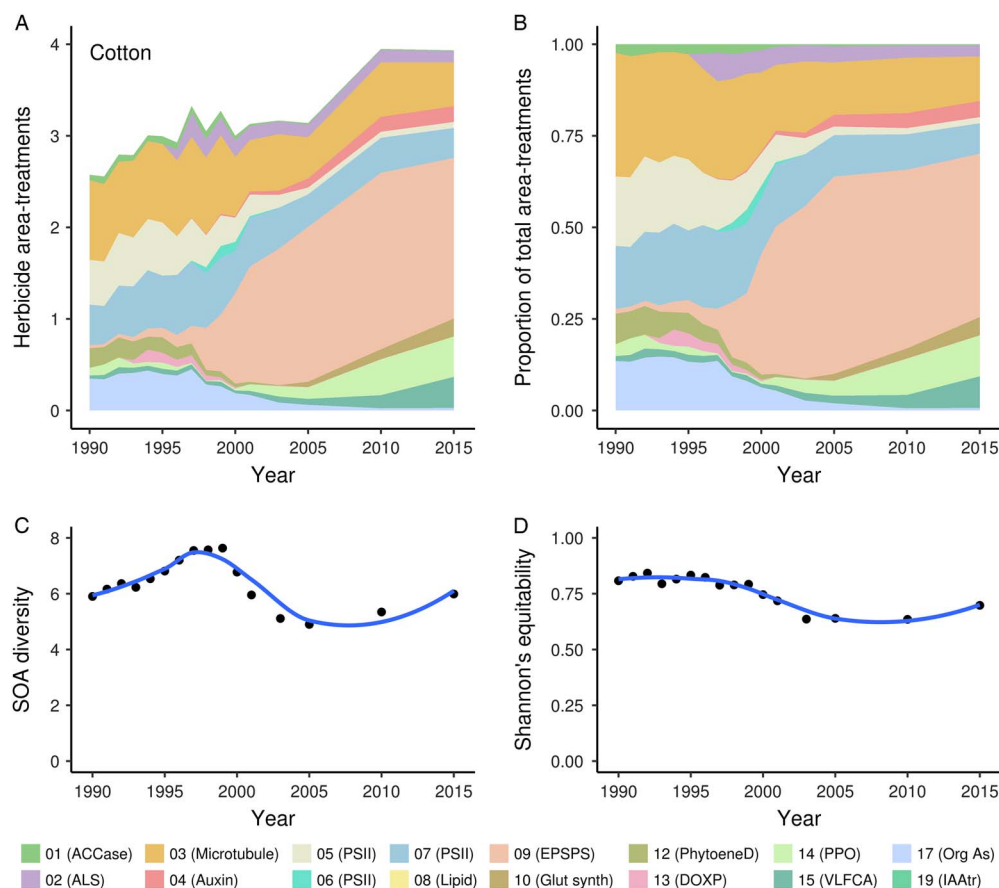 A
Cotton
Herbicide area-treatments
4
3
2
1
0
1990 1995 2000 2005 2010 2015
Year
B
Proportion of total area-treatments
1.00
0.75
0.50
0.25
0.00
1990 1995 2000 2005 2010 2015
Year
C
SOA diversity
8
6
4
2
0
1990 1995 2000 2005 2010 2015
Year
D
Shannon's equitability
1.00
0.75
0.50
0.25
0.00
1990 1995 2000 2005 2010 2015
Year
01 (ACCase) 03 (Microtubule) 05 (PSII) 07 (PSII) 09 (EPSPS) 12 (PhytoeneD) 14 (PPO) 17 (Org As)
02 (ALS) 04 (Auxin) 06 (PSII) 08 (Lipid) 10 (Glut synth) 13 (DOXP) 15 (VLFCA) 19 (IAAtr)